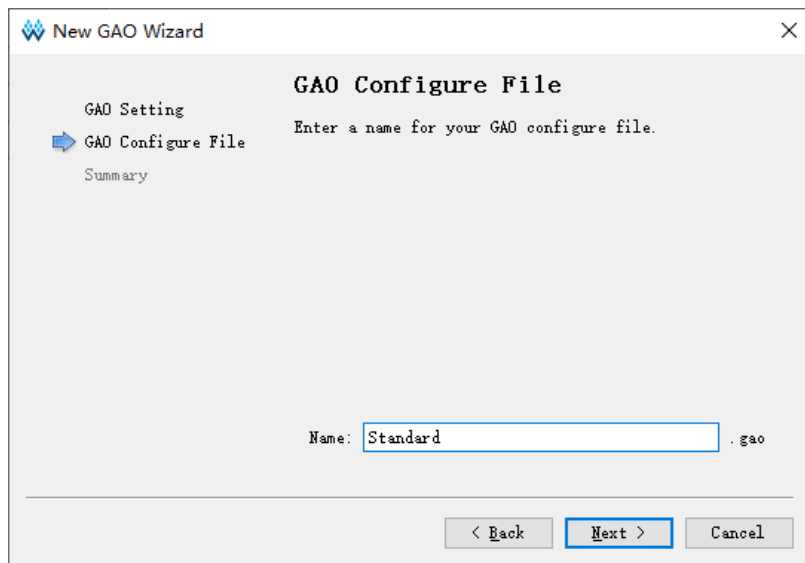 New GAO Wizard
GAO Setting
GAO Configure File
Summary
GAO Configure File
Enter a name for your GAO configure file.
Name: Standard .gao
< Back
Next >
Cancel